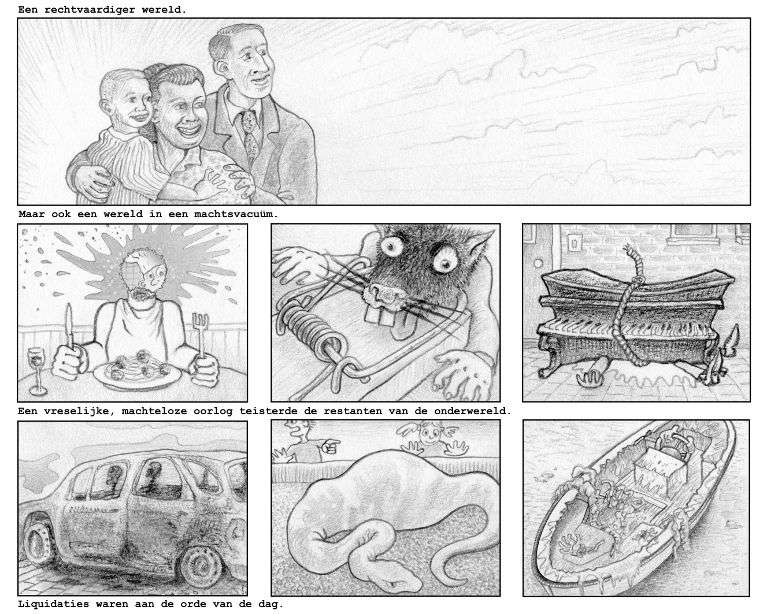 Een rechtvaardiger wereld.
Maar ook een wereld in een machtsvacuüm.
Een vreselijke, machteloze oorlog teisterde de restanten van de onderwereld.
Liquidaties waren aan de orde van de dag.